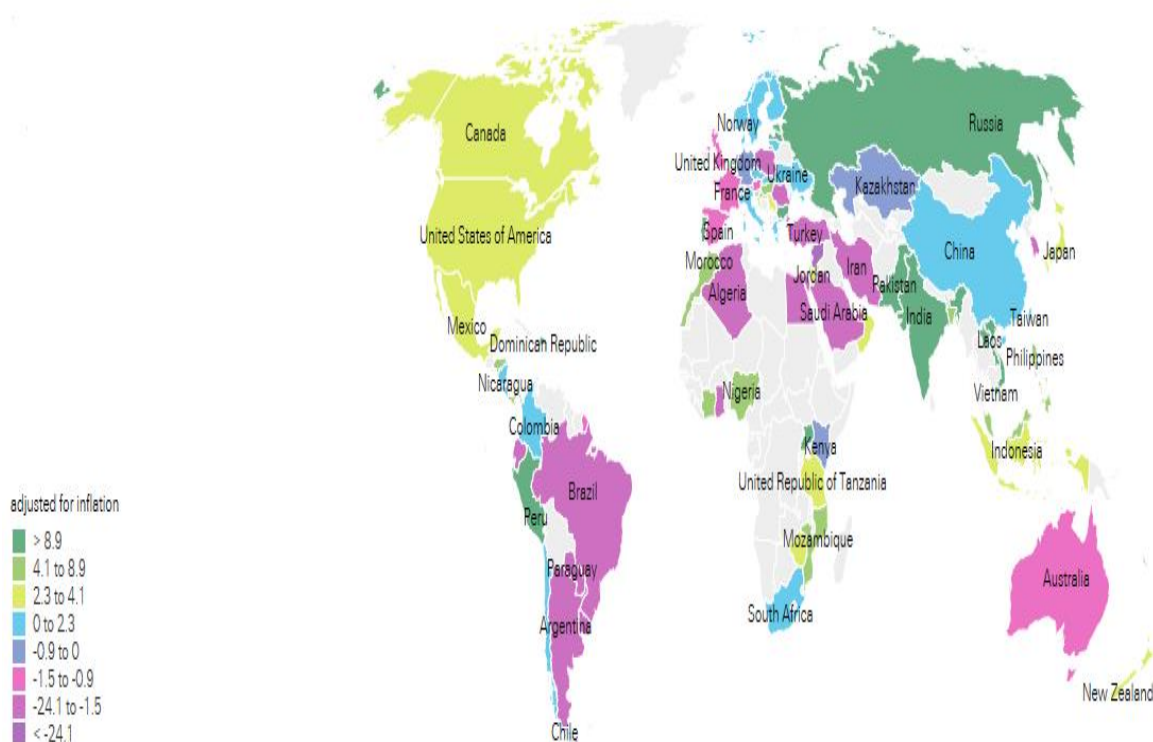 Canada
Norway
Russia
United Kingdom
Ukraine
Kazakhstan
France
United States of America
Spain
Turkey
China
Japan
Morocco
Jordan
Iran
Algeria
Pakistan
Saudi Arabia
India
Taiwan
Mexico
Dominican Republic
Laos
Philippines
Nicaragua
Nigeria
Vietnam
Colombia
Kenya
Indonesia
United Republic of Tanzania
Brazil
Peru
Mozambique
Paraguay
Australia
South Africa
Argentina
New Zealand
Chile
adjusted for inflation
> 8.9
4.1 to 8.9
2.3 to 4.1
0 to 2.3
-0.9 to 0
-1.5 to -0.9
-24.1 to -1.5
< -24.1